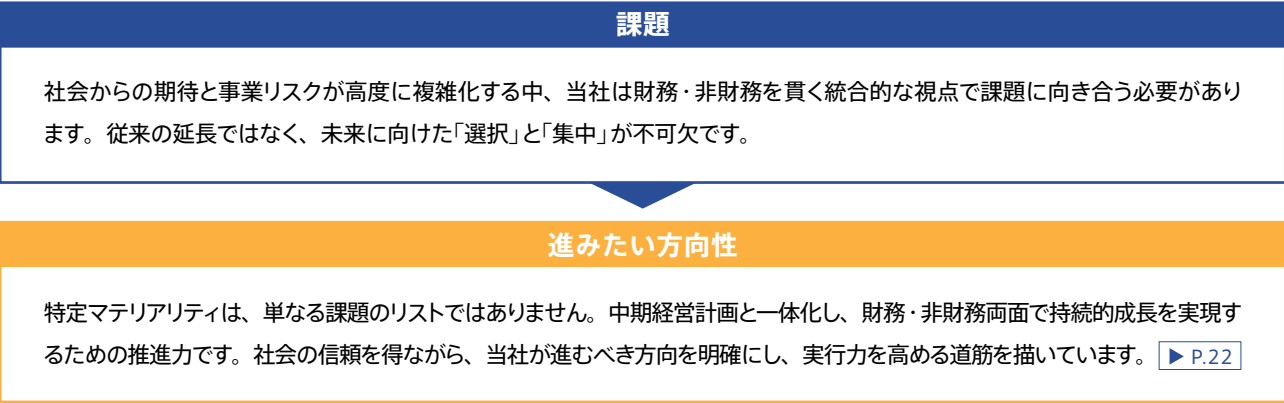 課題
社会からの期待と事業リスクが高度に複雑化する中、当社は財務・非財務を貫く統合的な視点で課題に向き合う必要があり
ます。従来の延長ではなく、未来に向けた「選択」と「集中」が不可欠です。
進みたい方向性
特定マテリアリティは、単なる課題のリストではありません。中期経営計画と一体化し、財務・非財務両面で持続的成長を実現す
るための推進力です。社会の信頼を得ながら、当社が進むべき方向を明確にし、実行力を高める道筋を描いています。 ▶ P.22